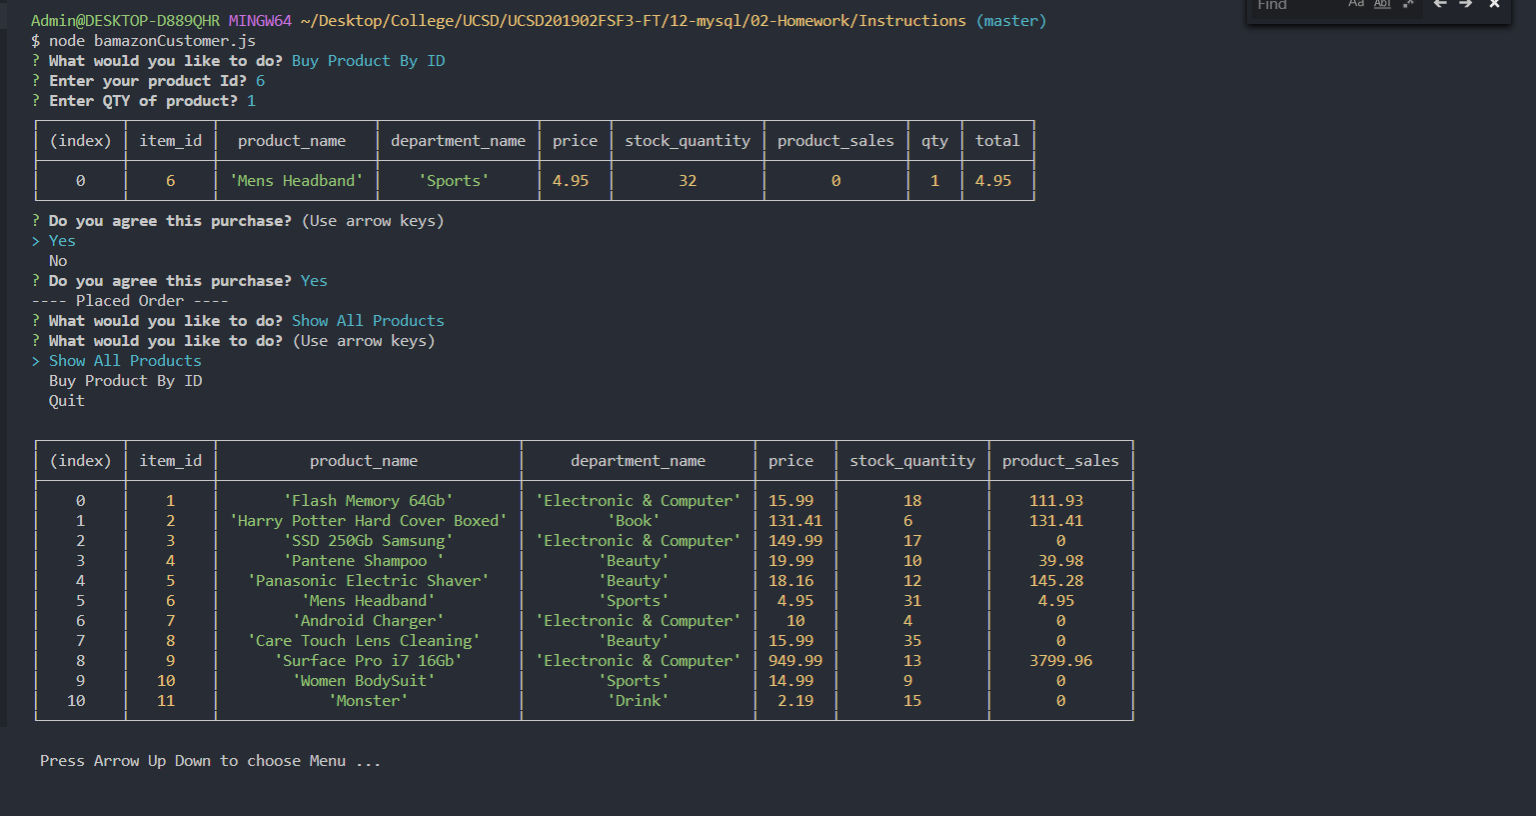 Find Aa Abl
Admin@DESKTOP-D889QHR MINGW64 ~/Desktop/College/UCSD/UCSD201902FSF3-FT/12-mysql/02-Homework/Instructions (master)
$ node bamazonCustomer.js
? What would you like to do? Buy Product By ID
? Enter your product Id? 6
? Enter QTY of product? 1
(index) item_id product_name department_name price stock_quantity product_sales qty total
0 6 'Mens Headband' 'Sports' 4.95 32 0 1 4.95
? Do you agree this purchase? (Use arrow keys)
> Yes
No
? Do you agree this purchase? Yes
---- Placed Order ----
? What would you like to do? Show All Products
? What would you like to do? (Use arrow keys)
> Show All Products
Buy Product By ID
Quit
(index) item_id product_name department_name price stock_quantity product_sales
0 1 'Flash Memory 64Gb' 'Electronic & Computer' 15.99 18 111.93
1 2 'Harry Potter Hard Cover Boxed' 'Book' 131.41 6 131.41
2 3 'SSD 250Gb Samsung' 'Electronic & Computer' 149.99 17 0
3 4 'Pantene Shampoo ' 'Beauty' 19.99 10 39.98
4 5 'Panasonic Electric Shaver' 'Beauty' 18.16 12 145.28
5 6 'Mens Headband' 'Sports' 4.95 31 4.95
6 7 'Android Charger' 'Electronic & Computer' 10 4 0
7 8 'Care Touch Lens Cleaning' 'Beauty' 15.99 35 0
8 9 'Surface Pro i7 16Gb' 'Electronic & Computer' 949.99 13 3799.96
9 10 'Women BodySuit' 'Sports' 14.99 9 0
10 11 'Monster' 'Drink' 2.19 15 0
Press Arrow Up Down to choose Menu ...